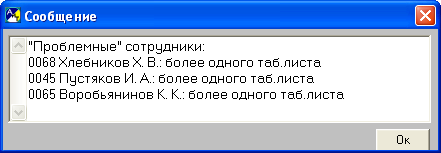 Сообщение
"Проблемные" сотрудники:
0068 Хлебников Х. В.: более одного таб.листа
0045 Пустяков И. А.: более одного таб.листа
0065 Воробьянинов К. К.: более одного таб.листа
Ок